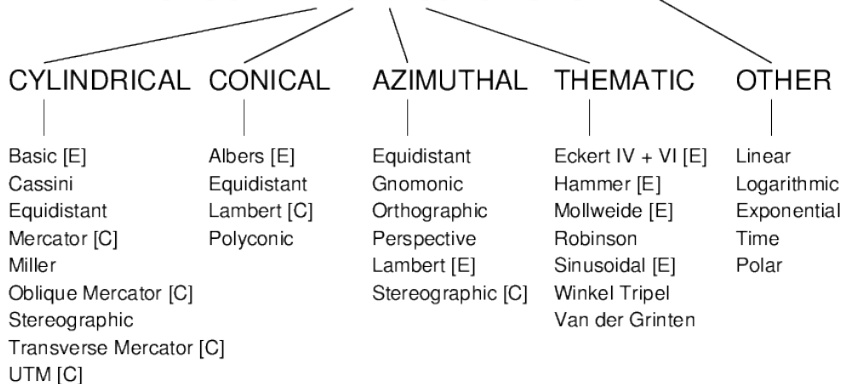 CYLINDRICAL
Basic [E]
Cassini
Equidistant
Mercator [C]
Miller
Oblique Mercator [C]
Stereographic
Transverse Mercator [C]
UTM [C]
CONICAL
Albers [E]
Equidistant
Lambert [C]
Polyconic
AZIMUTHAL
Equidistant
Gnomonic
Orthographic
Perspective
Lambert [E]
Stereographic [C]
THEMATIC
Eckert IV + VI [E]
Hammer [E]
Mollweide [E]
Robinson
Sinusoidal [E]
Winkel Tripel
Van der Grinten
OTHER
Linear
Logarithmic
Exponential
Time
Polar